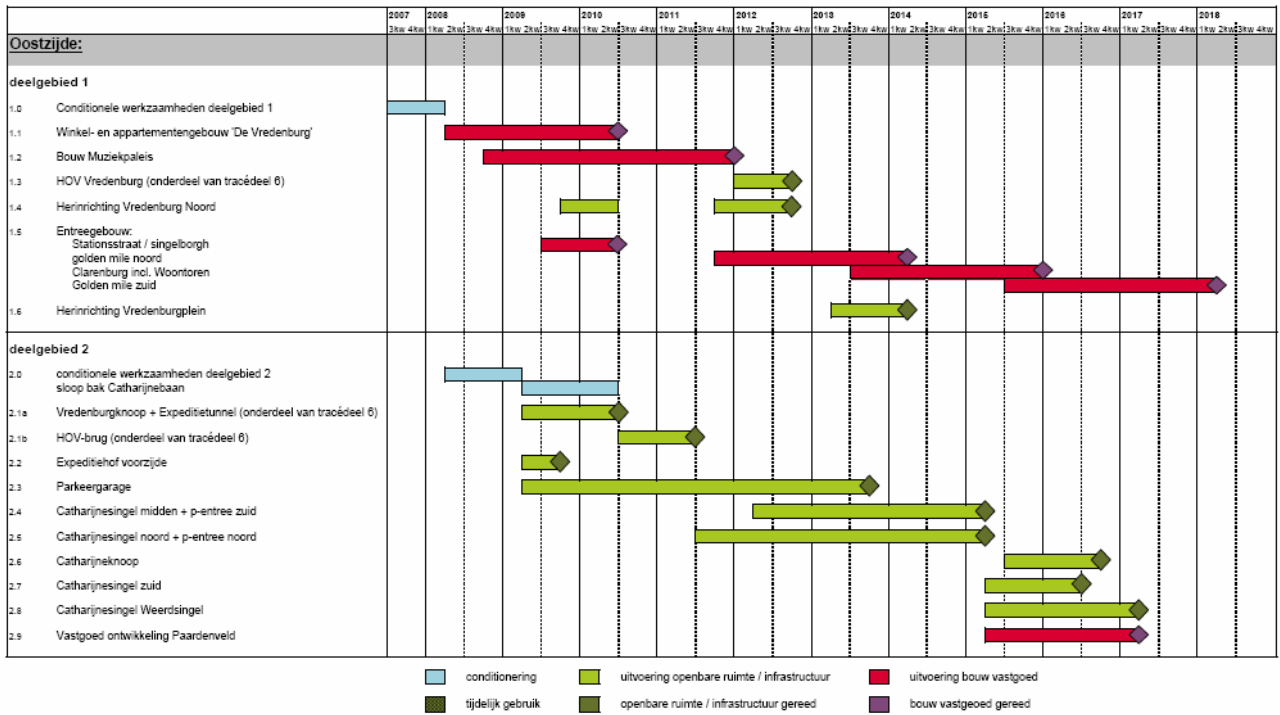 2007 2008 2009 2010 2011 2012 2013 2014 2015 2016 2017 2018
3kw 4kw 1kw 2kw 3kw 4kw 1kw 2kw 3kw 4kw 1kw 2kw 3kw 4kw 1kw 2kw 3kw 4kw 1kw 2kw 3kw 4kw 1kw 2kw 3kw 4kw 1kw 2kw 3kw 4kw 1kw 2kw 3kw 4kw 1kw 2kw 3kw 4kw 1kw 2kw 3kw 4kw 1kw 2kw 3kw 4kw
Oostzijde:
deelgebied 1
1.0 Conditionele werkzaamheden deelgebied 1
1.1 Winkel- en appartementengebouw 'De Vredenburg'
1.2 Bouw Muziekpaleis
1.3 HOV Vredenburg (onderdeel van tracédeel 6)
1.4 Herinrichting Vredenburg Noord
1.5 Entreegebouw:
Stationsstraat / singelborgh
golden mile noord
Clarenburg incl. Woontoren
Golden mile zuid
1.6 Herinrichting Vredenburgplein
deelgebied 2
2.0 conditionele werkzaamheden deelgebied 2
sloop bak Catharijnebaan
2.1a Vredenburgknoop + Expeditietunnel (onderdeel van tracédeel 6)
2.1b HOV-brug (onderdeel van tracédeel 6)
2.2 Expeditiehof voorzijde
2.3 Parkeergarage
2.4 Catharijnesingel midden + p-entree zuid
2.5 Catharijnesingel noord + p-entree noord
2.6 Catharijneknoop
2.7 Catharijnesingel zuid
2.8 Catharijnesingel Weerdsingel
2.9 Vastgoed ontwikkeling Paardenveld
conditionering uitvoering openbare ruimte / infrastructuur uitvoering bouw vastgoed
tijdelijk gebruik openbare ruimte / infrastructuur gereed bouw vastgeoed gereed